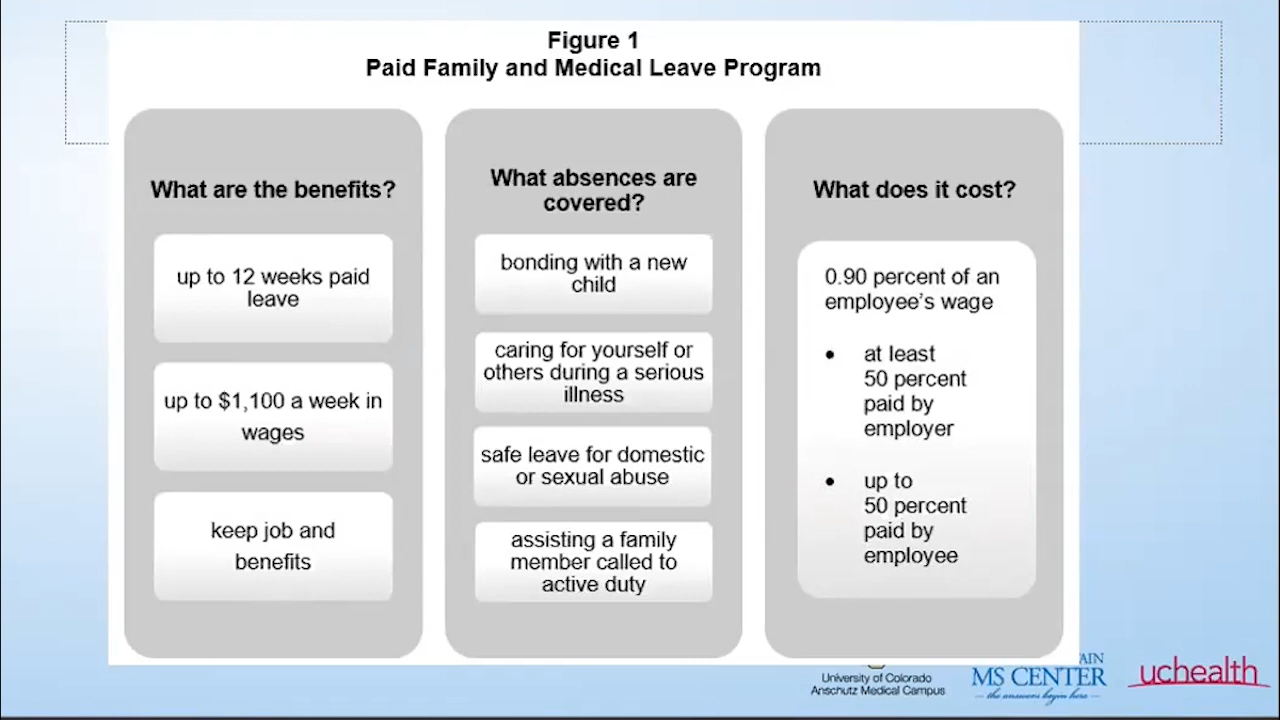 Figure 1
Paid Family and Medical Leave Program
What are the benefits?
up to 12 weeks paid
leave
up to $1,100 a week in
wages
keep job and
benefits
What absences are
covered?
bonding with a new
child
caring for yourself or
others during a serious
illness
safe leave for domestic
or sexual abuse
assisting a family
member called to
active duty
What does it cost?
0.90 percent of an
employee’s wage
• at least
50 percent
paid by
employer
• up to
50 percent
paid by
employee
University of Colorado
Anschutz Medical Campus
MS CENTER
the answers begin here
uchealth